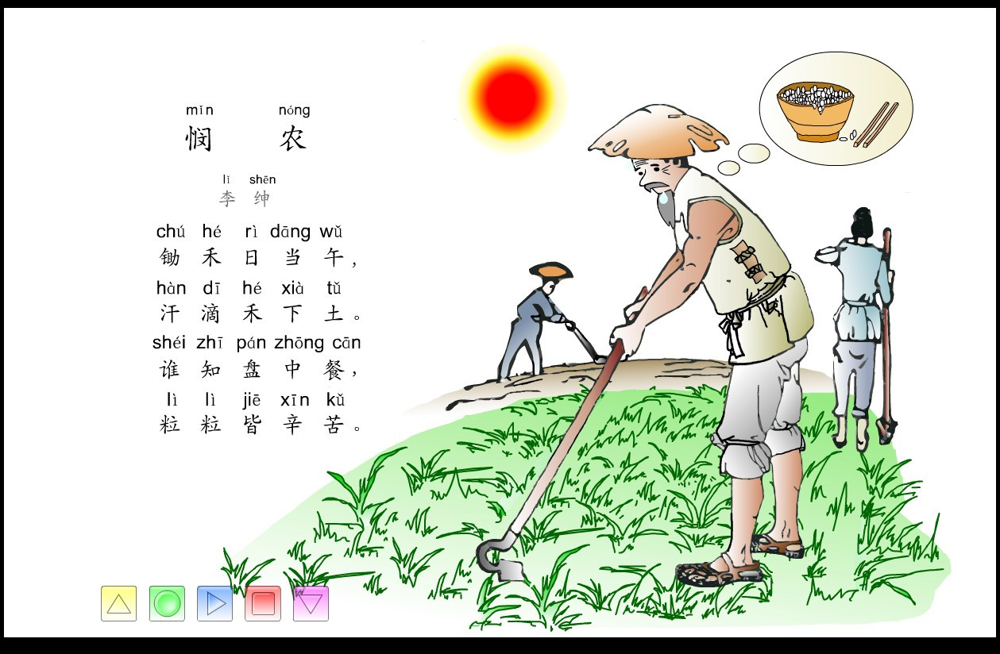 mǐn nóng
悯 农
lǐ shēn
李 绅
chú hé rì dāng wǔ
锄 禾 日 当 午，
hàn dī hé xià tǔ
汗 滴 禾 下 土。
shéi zhī pán zhōng cān
谁 知 盘 中 餐，
lì lì jiē xīn kǔ
粒 粒 皆 辛 苦。